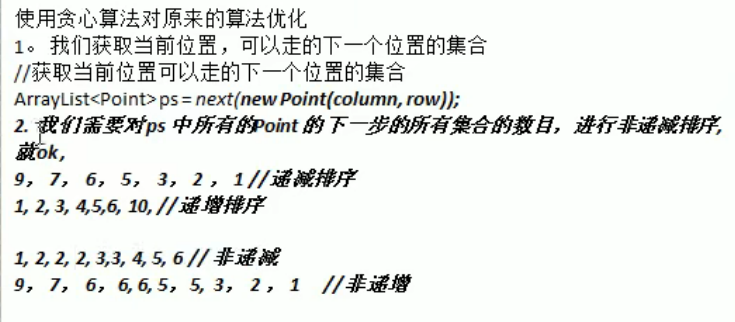 使用贪心算法对原来的算法优化
1。 我们获取当前位置，可以走的下一个位置的集合
//获取当前位置可以走的下一个位置的集合
ArrayList<Point> ps = next(new Point(column, row));
2. 我们需要对ps 中所有的Point 的下一步的所有集合的数目，进行非递减排序,
就ok,
9， 7， 6， 5， 3， 2 ， 1 // 递减排序
1, 2, 3, 4,5,6, 10, //递增排序
1, 2, 2, 2, 3,3, 4, 5, 6 // 非递减
9， 7， 6， 6, 6, 5， 5, 3， 2 ， 1 //非递增